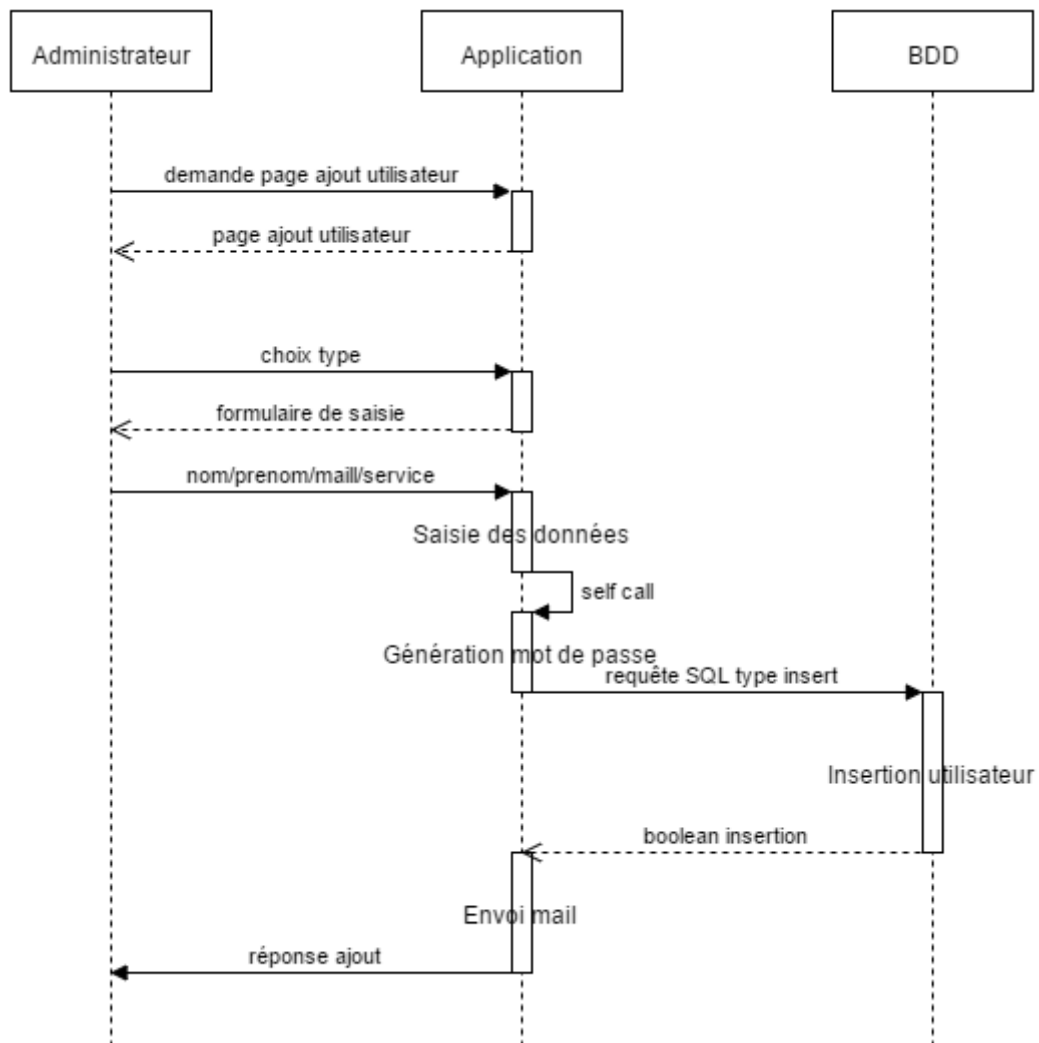 Administrateur
Application
BDD
demande page ajout utilisateur
page ajout utilisateur
choix type
formulaire de saisie
nom/prenom/maill/service
Saisie des données
self call
Génération mot de passe
requête SQL type insert
Insertion utilisateur
boolean insertion
Envoi mail
réponse ajout